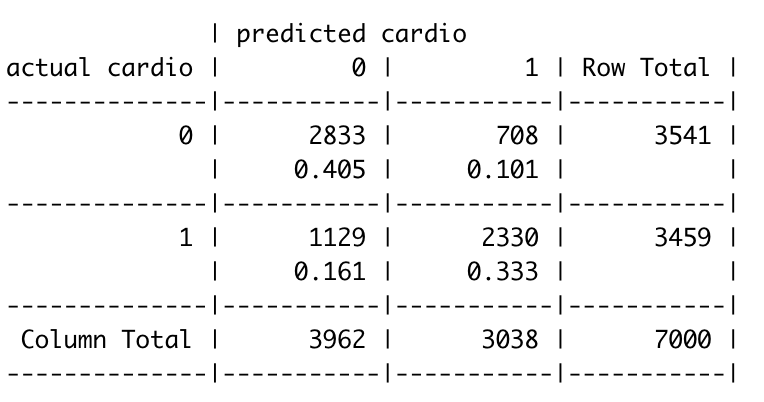 | predicted cardio
actual cardio |         0 |         1 | Row Total |
--------------|-----------|-----------|-----------|
            0 |      2833 |       708 |      3541 |
              |     0.405 |     0.101 |           |
--------------|-----------|-----------|-----------|
            1 |      1129 |      2330 |      3459 |
              |     0.161 |     0.333 |           |
--------------|-----------|-----------|-----------|
 Column Total |      3962 |      3038 |      7000 |
--------------|-----------|-----------|-----------|